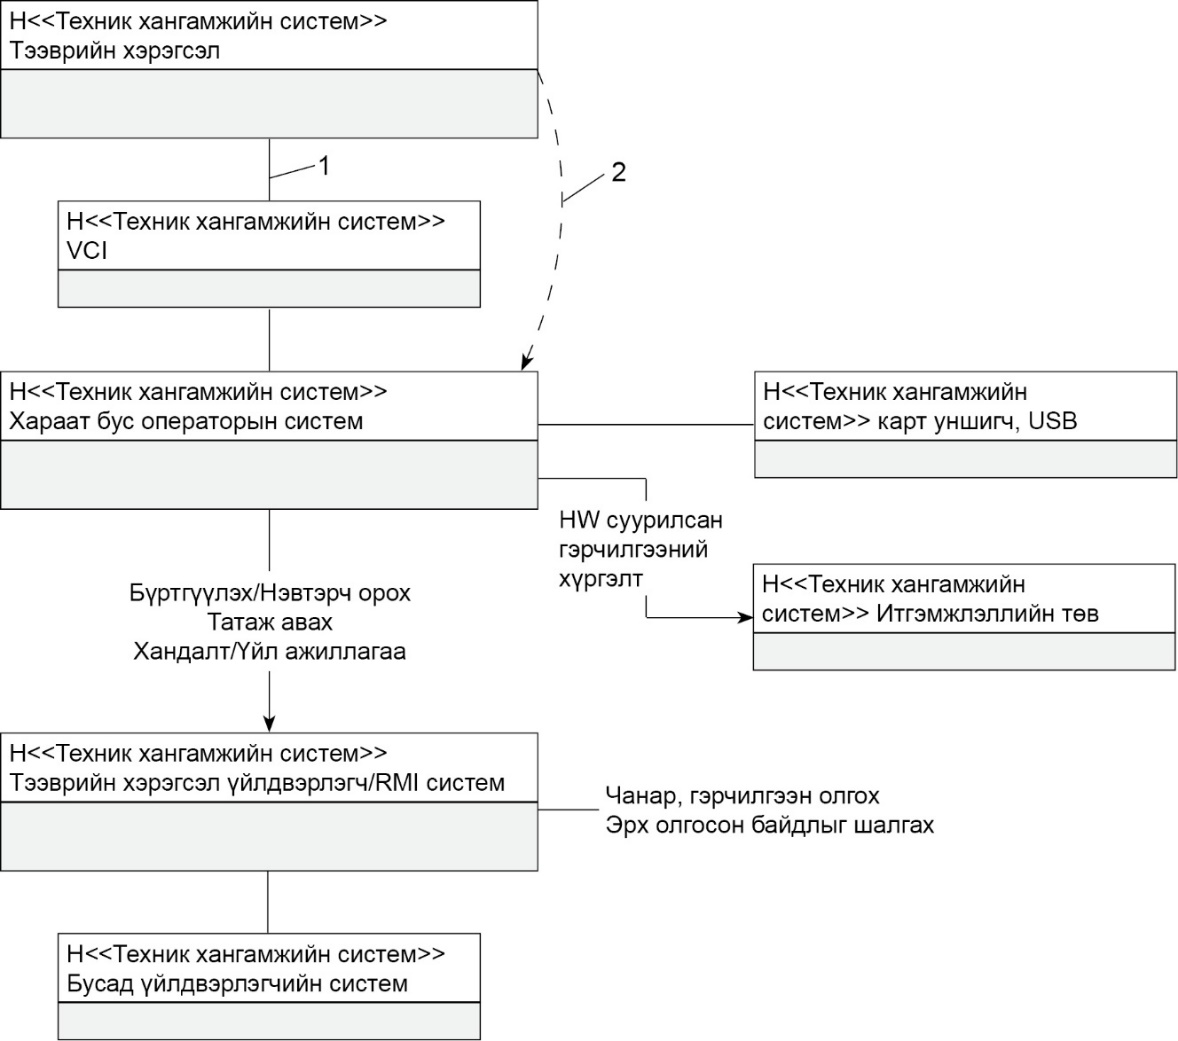 H<<Техник хангамжийн систем>>
Тээврийн хэрэгсэл
1
2
H<<Техник хангамжийн систем>>
VCI
H<<Техник хангамжийн систем>>
Хараат бус операторын систем
H<<Техник хангамжийн
систем>> карт уншигч, USB
HW суурилсан
гэрчилгээний
хүргэлт
H<<Техник хангамжийн
систем>> Итгэмжлэллийн төв
Бүртгүүлэх/Нэвтэрч орох
Татаж авах
Хандалт/Үйл ажиллагаа
H<<Техник хангамжийн систем>>
Тээврийн хэрэгсэл үйлдвэрлэгч/RMI систем
Чанар, гэрчилгээн олгох
Эрх олгосон байдлыг шалгах
H<<Техник хангамжийн систем>>
Бусад үйлдвэрлэгчийн систем